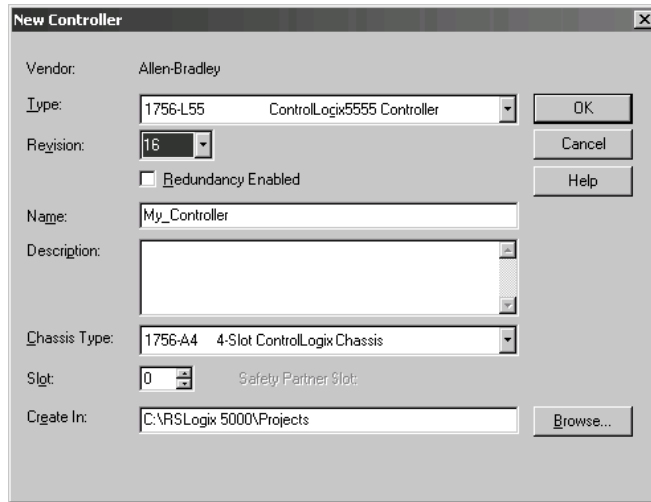 New Controller
Vendor: Allen-Bradley
Type: 1756-L55 ControlLogix5555 Controller
OK
Revision: 16
Cancel
Redundancy Enabled
Help
Name: My_Controller
Description:
Chassis Type: 1756-A4 4-Slot ControlLogix Chassis
Slot: 0 Safety Partner Slot:
Create In: C:\RSLogix 5000\Projects
Browse...